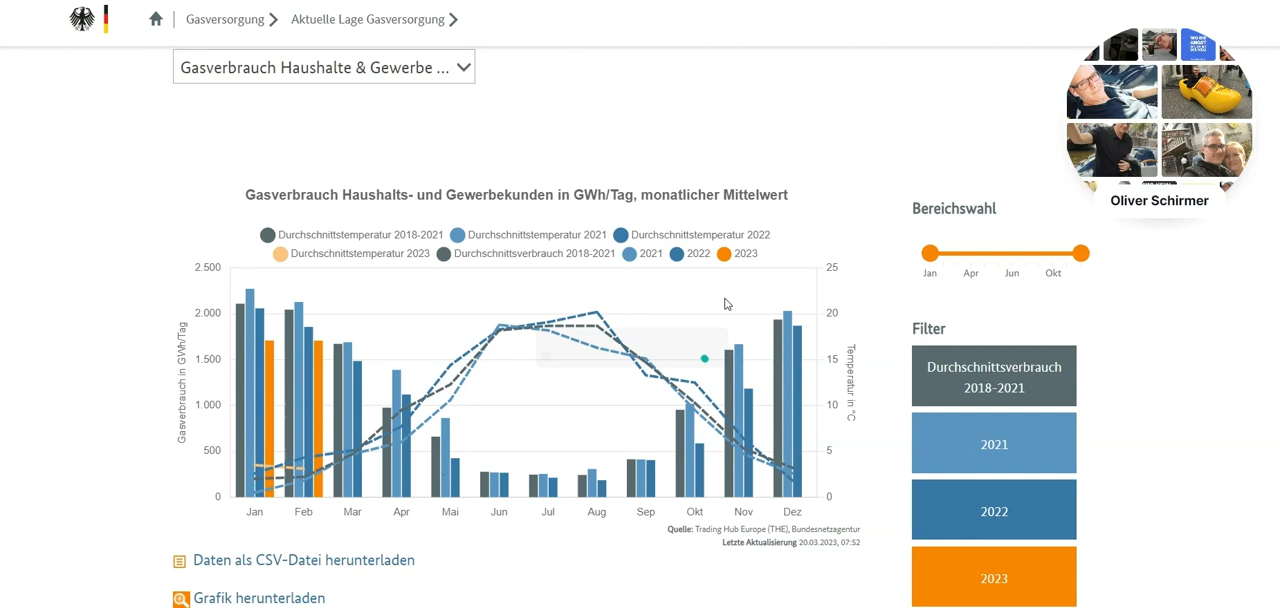 Gasversorgung
Aktuelle Lage Gasversorgung
Gasverbrauch Haushalte & Gewerbe ...
Oliver Schirmer
Gasverbrauch Haushalts- und Gewerbekunden in GWh/Tag, monatlicher Mittelwert
Durchschnittstemperatur 2018-2021 Durchschnittstemperatur 2021 Durchschnittstemperatur 2022
Durchschnittstemperatur 2023 Durchschnittsverbrauch 2018-2021 2021 2022 2023
Gasverbrauch in GWh/Tag
2.500
2.000
1.500
1.000
500
0
25
20
15
10
5
0
Temperatur in °C
Jan Feb Mar Apr Mai Jun Jul Aug Sep Okt Nov Dez
Quelle: Trading Hub Europe (THE), Bundesnetzagentur
Letzte Aktualisierung 20.03.2023, 07:52
Daten als CSV-Datei herunterladen
Grafik herunterladen
Bereichswahl
Jan Apr Jun Okt
Filter
Durchschnittsverbrauch
2018-2021
2021
2022
2023